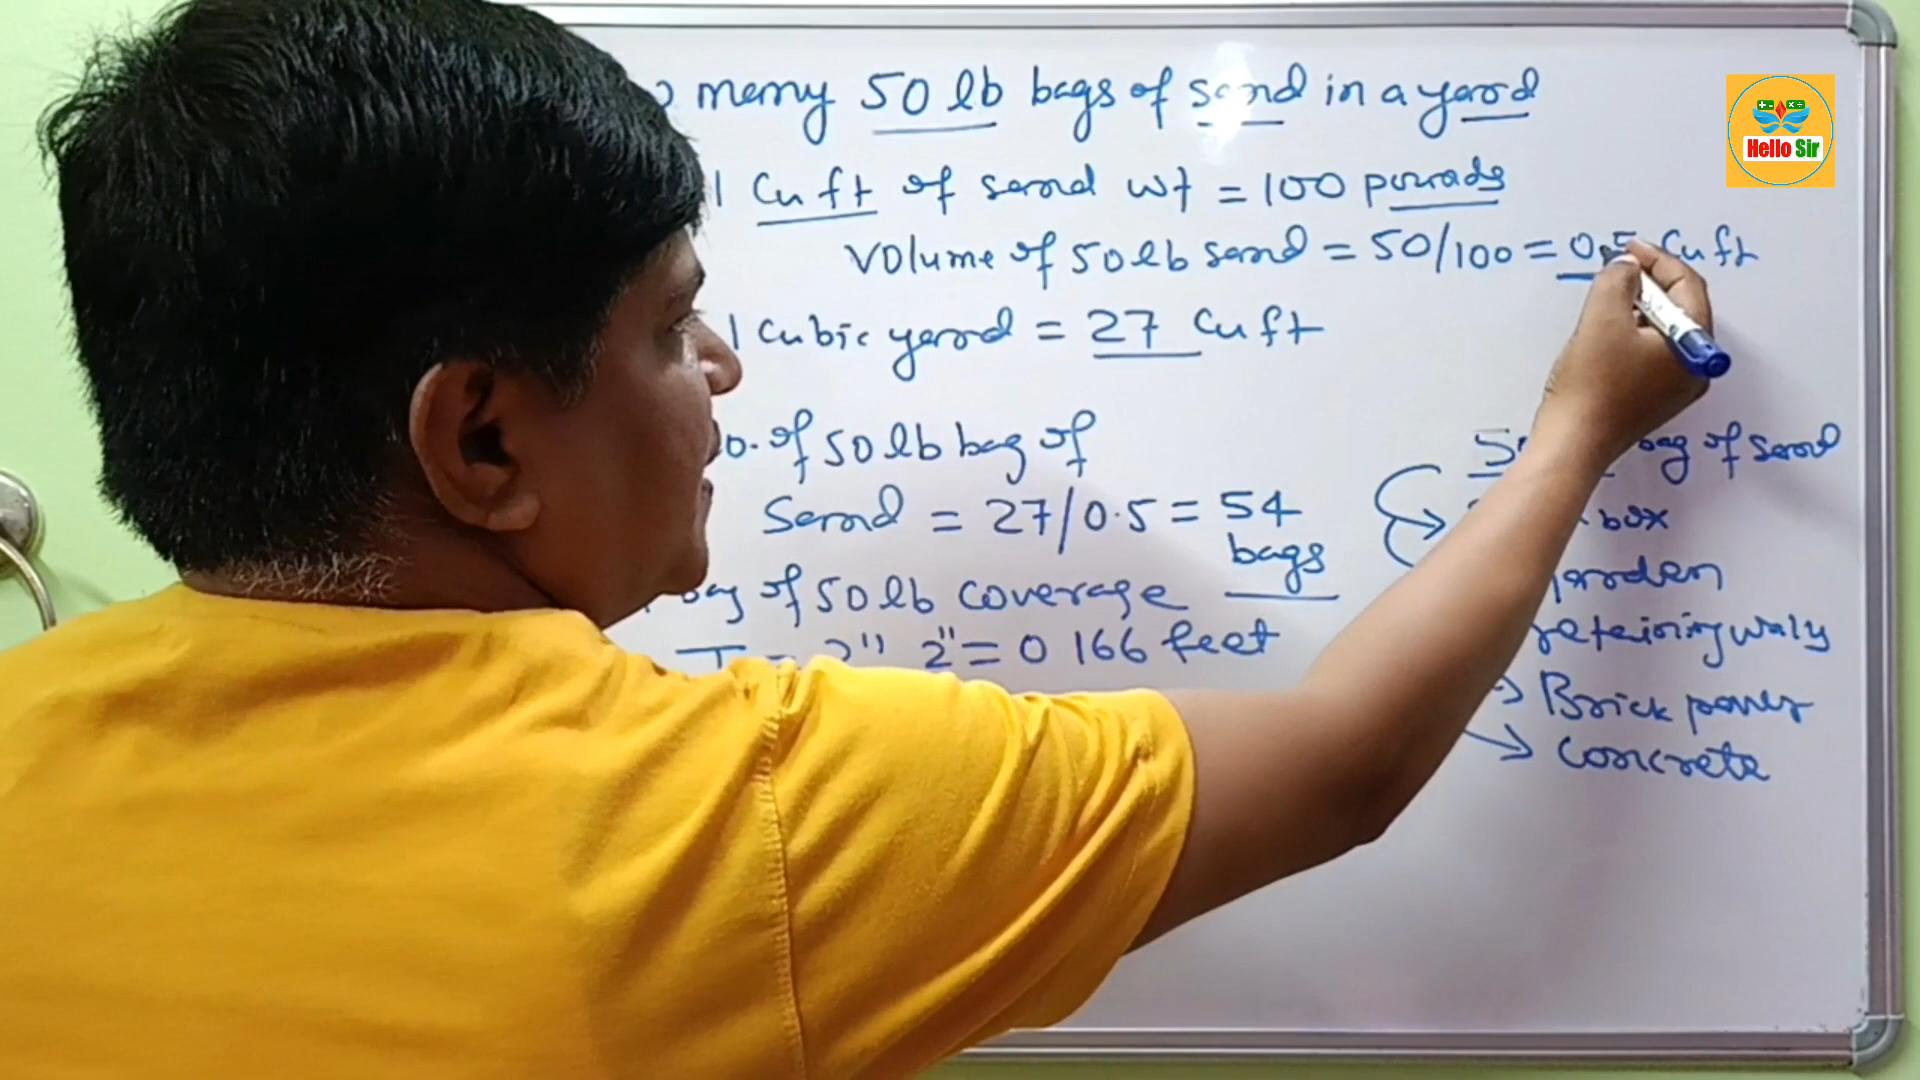 many 50 lb bags of sand in a yard
Hello Sir
1 Cu ft of sand wt = 100 pounds
Volume of 50 lb sand = 50/100 = 0.5 Cu ft
1 Cubic yard = 27 Cu ft
o. of 50 lb bag of
Sand = 27/0.5 = 54
bags
bag of 50 lb coverage
T = 2" 2" = 0 166 feet
bag of sand
box
garden
retaining
Brick paver
Concrete